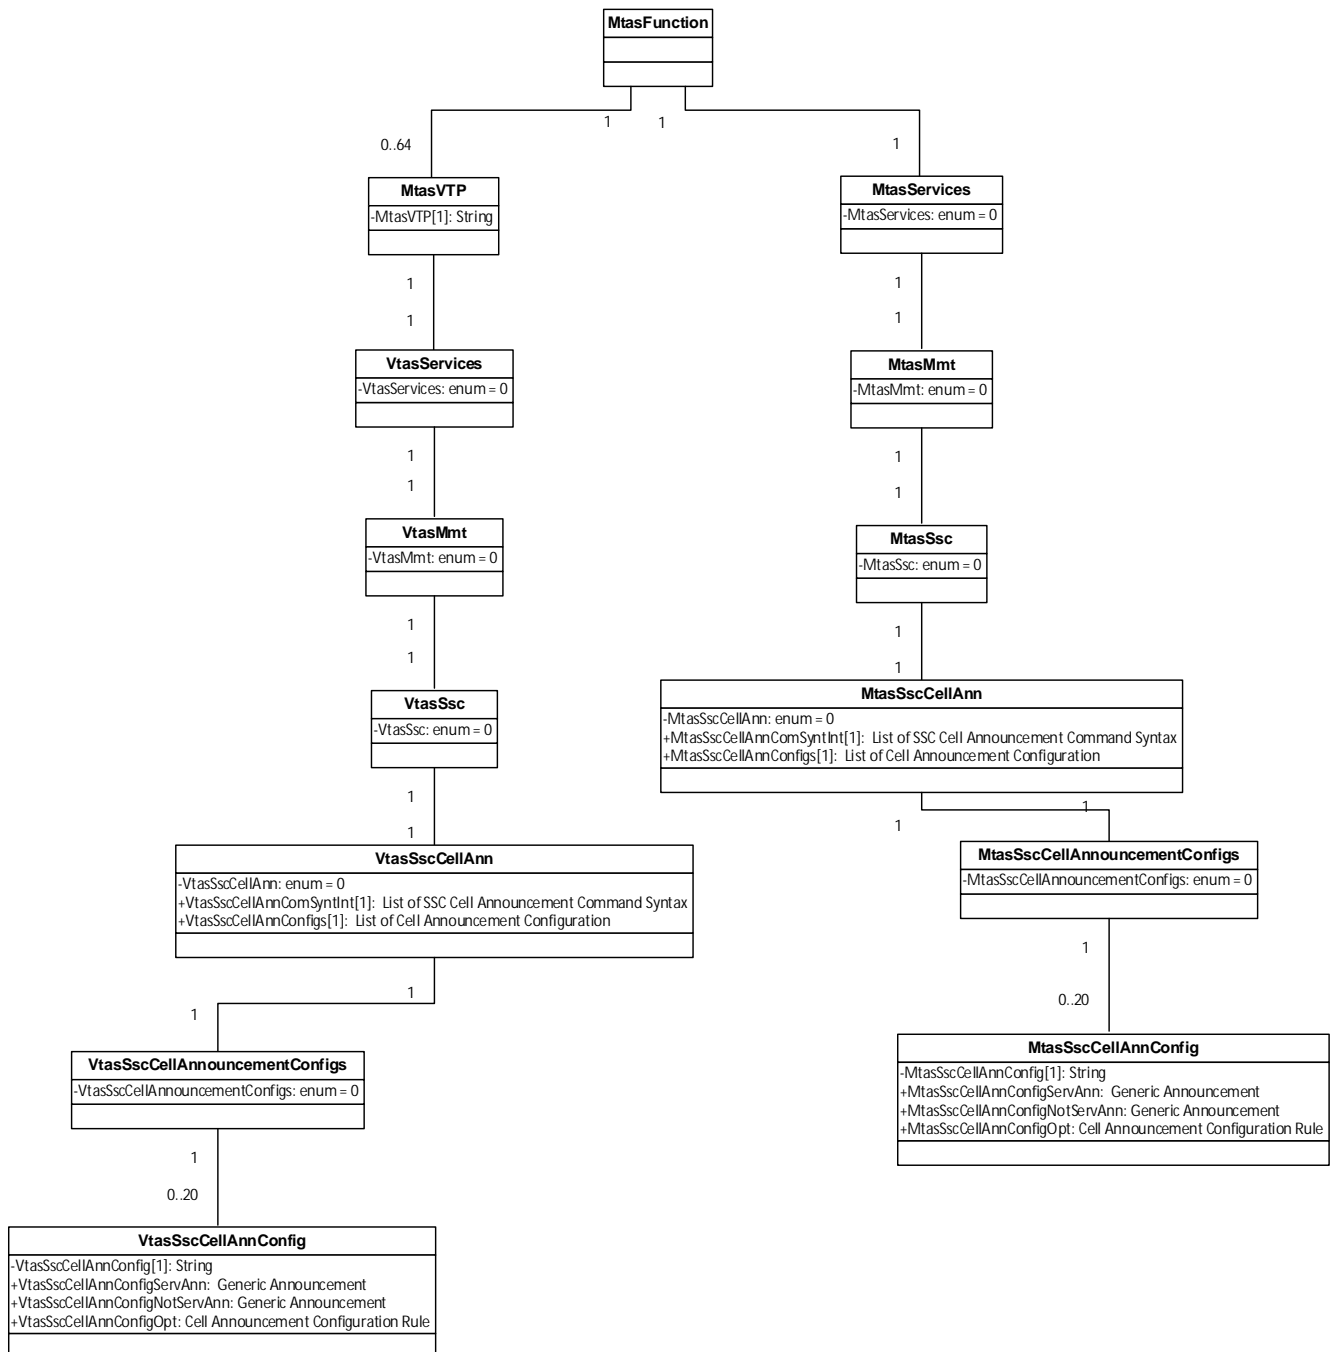 MtasFunction
1
1
0..64
1
MtasVTP
-MtasVTP[1]: String
MtasServices
-MtasServices: enum = 0
1
1
1
1
VtasServices
-VtasServices: enum = 0
MtasMmt
-MtasMmt: enum = 0
1
1
1
1
VtasMmt
-VtasMmt: enum = 0
MtasSsc
-MtasSsc: enum = 0
1
1
1
1
VtasSsc
-VtasSsc: enum = 0
MtasSscCellAnn
-MtasSscCellAnn: enum = 0
+MtasSscCellAnnComSyntInt[1]: List of SSC Cell Announcement Command Syntax
+MtasSscCellAnnConfigs[1]: List of Cell Announcement Configuration
1
1
1
1
VtasSscCellAnn
-VtasSscCellAnn: enum = 0
+VtasSscCellAnnComSyntInt[1]: List of SSC Cell Announcement Command Syntax
+VtasSscCellAnnConfigs[1]: List of Cell Announcement Configuration
MtasSscCellAnnouncementConfigs
-MtasSscCellAnnouncementConfigs: enum = 0
1
0..20
1
1
VtasSscCellAnnouncementConfigs
-VtasSscCellAnnouncementConfigs: enum = 0
MtasSscCellAnnConfig
-MtasSscCellAnnConfig[1]: String
+MtasSscCellAnnConfigServAnn: Generic Announcement
+MtasSscCellAnnConfigNotServAnn: Generic Announcement
+MtasSscCellAnnConfigOpt: Cell Announcement Configuration Rule
1
0..20
VtasSscCellAnnConfig
-VtasSscCellAnnConfig[1]: String
+VtasSscCellAnnConfigServAnn: Generic Announcement
+VtasSscCellAnnConfigNotServAnn: Generic Announcement
+VtasSscCellAnnConfigOpt: Cell Announcement Configuration Rule